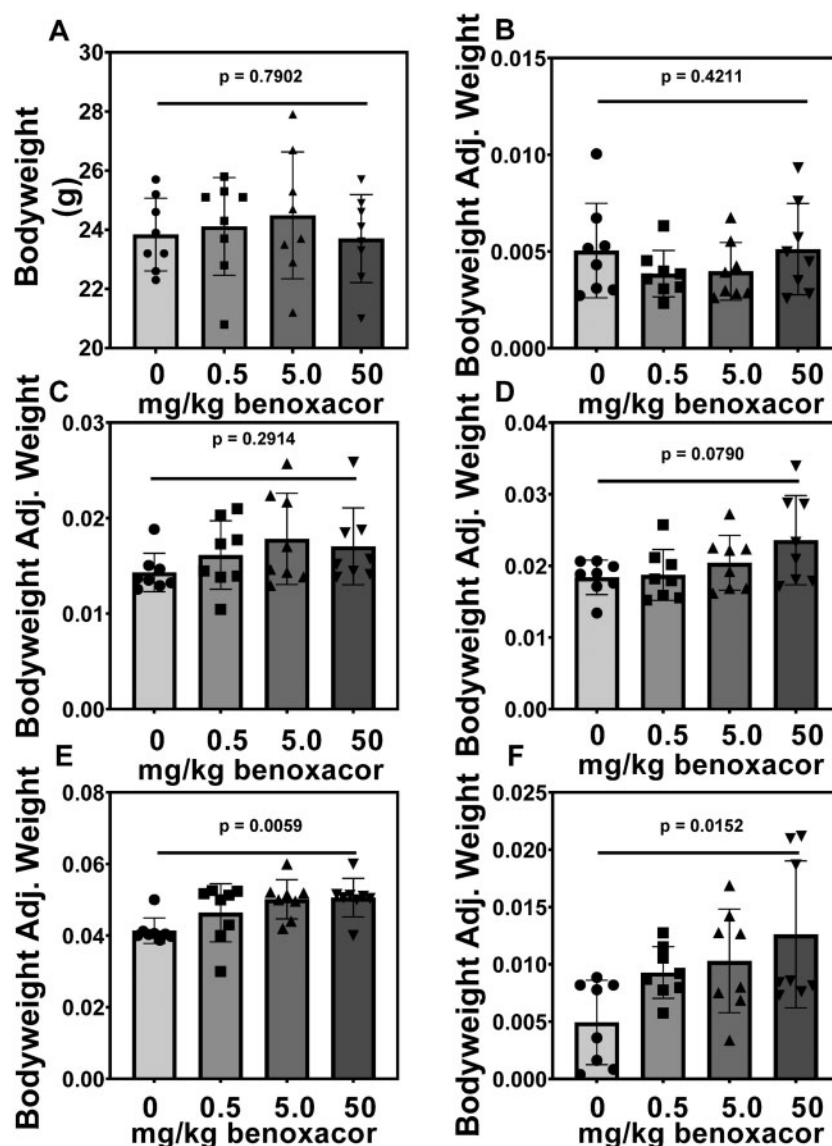 A
Bodyweight
(g)
30
28
26
24
22
20
p = 0.7902
0 0.5 5.0 50
mg/kg benoxacor
B
Bodyweight Adj. Weight
0.015
0.010
0.005
0.000
p = 0.4211
0 0.5 5.0 50
mg/kg benoxacor
C
Bodyweight Adj. Weight
0.03
0.02
0.01
0.00
p = 0.2914
0 0.5 5.0 50
mg/kg benoxacor
D
Bodyweight Adj. Weight
0.04
0.03
0.02
0.01
0.00
p = 0.0790
0 0.5 5.0 50
mg/kg benoxacor
E
Bodyweight Adj. Weight
0.08
0.06
0.04
0.02
0.00
p = 0.0059
0 0.5 5.0 50
mg/kg benoxacor
F
Bodyweight Adj. Weight
0.025
0.020
0.015
0.010
0.005
0.000
p = 0.0152
0 0.5 5.0 50
mg/kg benoxacor